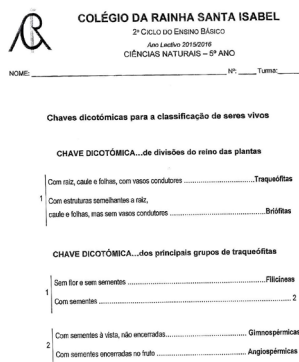 COLÉGIO DA RAINHA SANTA ISABEL
2º CICLO DO ENSINO BÁSICO
Ano Lectivo 2015/2016
CIÊNCIAS NATURAIS – 5º ANO
NOME: Nº: Turma:
Chaves dicotómicas para a classificação de seres vivos
CHAVE DICOTÓMICA...de divisões do reino das plantas
Com raiz, caule e folhas, com vasos condutores ....................................Traqueófitas
1 Com estruturas semelhantes a raiz,
caule e folhas, mas sem vasos condutores ....................................Briófitas
CHAVE DICOTÓMICA...dos principais grupos de traqueófitas
Sem flor e sem sementes ....................................Filicíneas
1
Com sementes .................................... 2
Com sementes à vista, não encerradas.................................... Gimnospérmicas
2
Com sementes encerradas no fruto .................................... Angiospérmicas